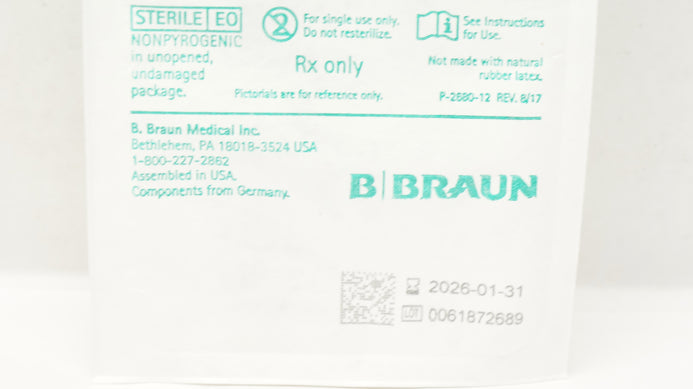 STERILE EO
NONPYROGENIC
in unopened,
undamaged
package.
For single use only.
Do not resterilize.
See Instructions
for Use.
Rx only
Not made with natural
rubber latex.
Pictorials are for reference only.
P-2580-12 REV. 8/17
B. Braun Medical Inc.
Bethlehem, PA 18018-3524 USA
1-800-227-2862
Assembled in USA.
Components from Germany.
B|BRAUN
2026-01-31
LOT 0061872689